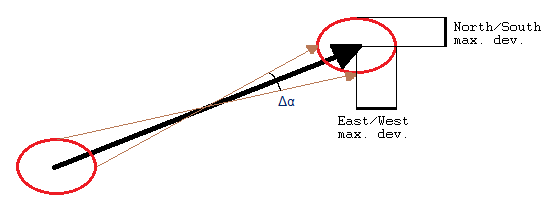 North/South
max. dev.
Δα
East/West
max. dev.